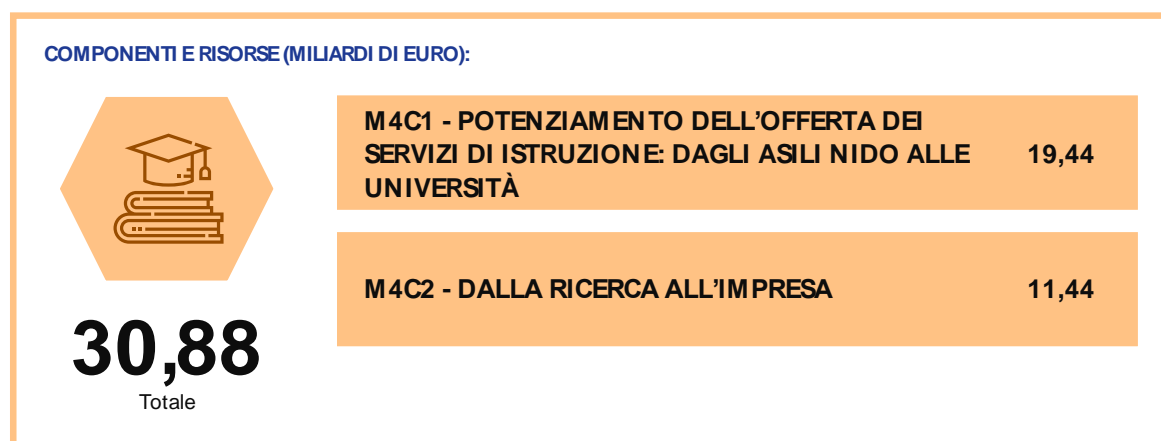 COMPONENTI E RISORSE (MILIARDI DI EURO):
M4C1 - POTENZIAMENTO DELL’OFFERTA DEI
SERVIZI DI ISTRUZIONE: DAGLI ASILI NIDO ALLE 19,44
UNIVERSITÀ
M4C2 - DALLA RICERCA ALL’IMPRESA 11,44
30,88
Totale